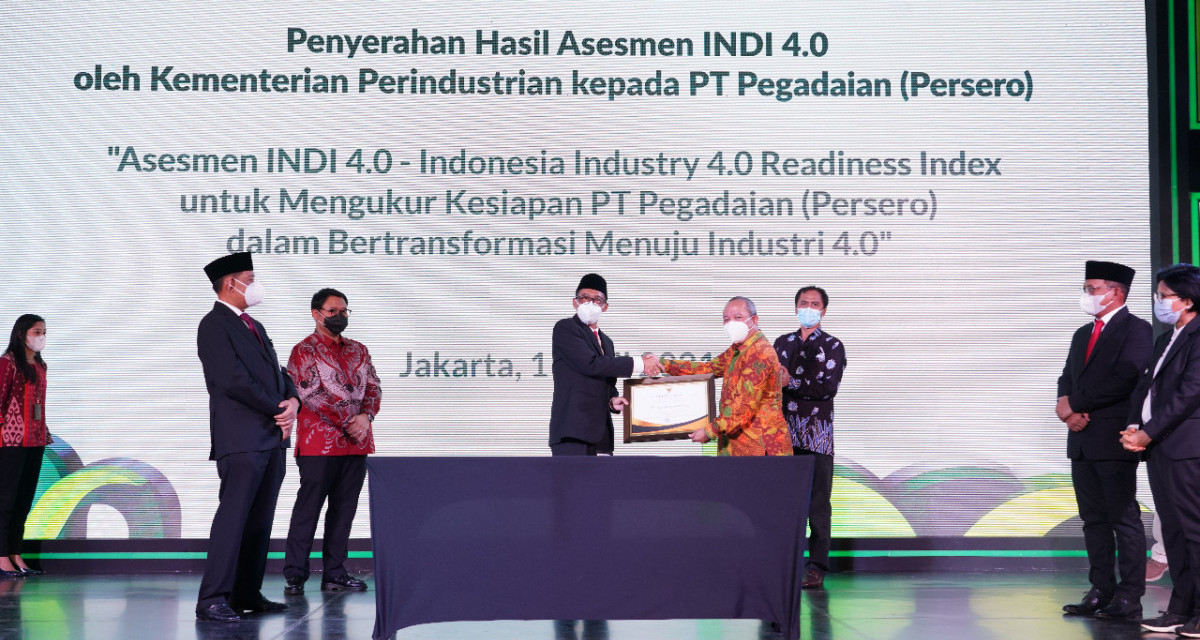 Penyerahan Hasil Asesmen INDI 4.0
oleh Kementerian Perindustrian kepada PT Pegadaian (Persero)
"Asesmen INDI 4.0 - Indonesia Industry 4.0 Readiness Index
untuk Mengukur Kesiapan PT Pegadaian (Persero)
dalam Bertransformasi Menuju Industri 4.0"
Jakarta, 1